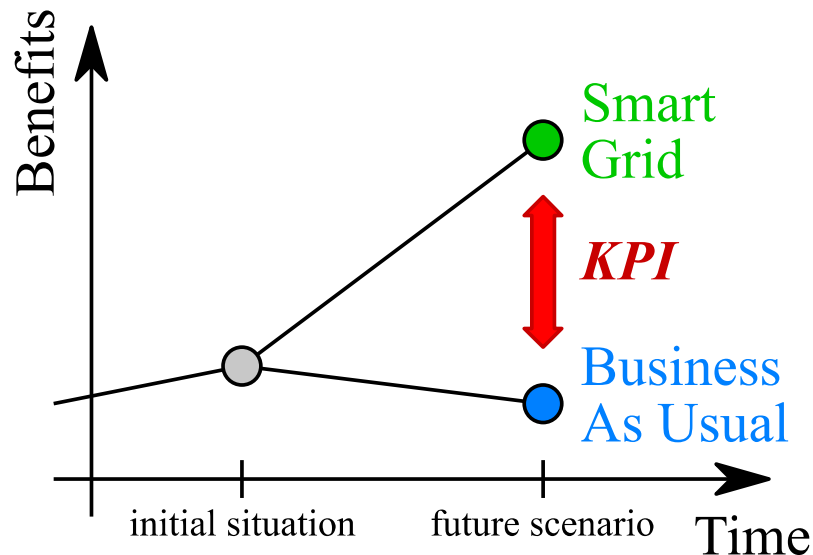 Benefits
Smart
Grid
KPI
Business
As Usual
initial situation
future scenario
Time